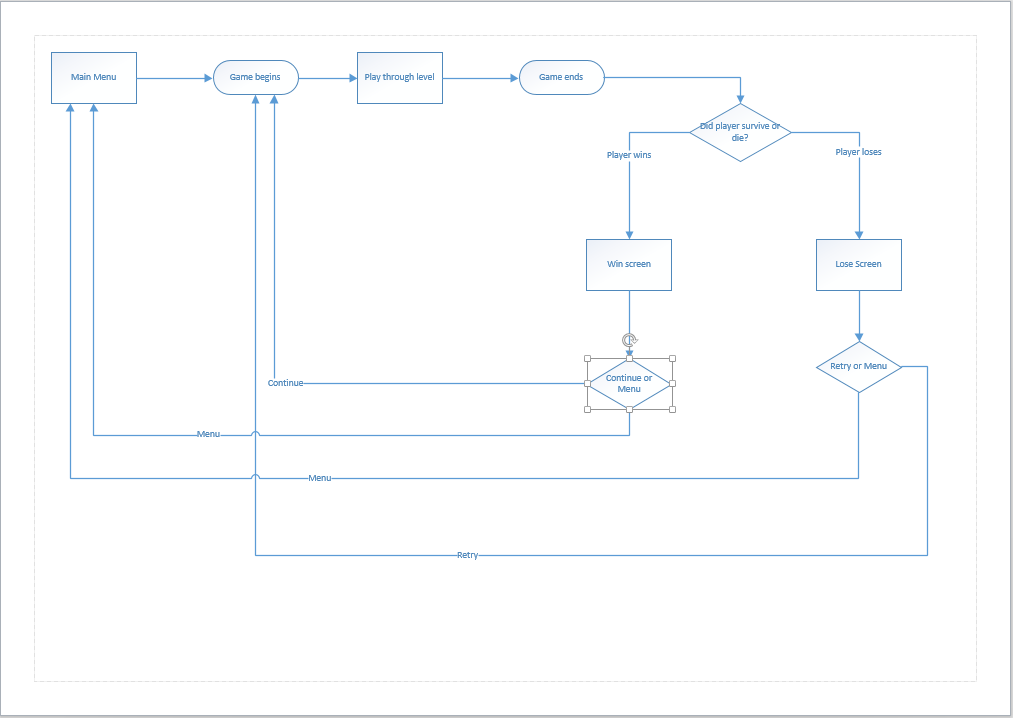 Main Menu
Game begins
Play through level
Game ends
Did player survive or
die?
Player wins
Player loses
Win screen
Lose Screen
Continue or
Menu
Retry or Menu
Continue
Menu
Menu
Retry